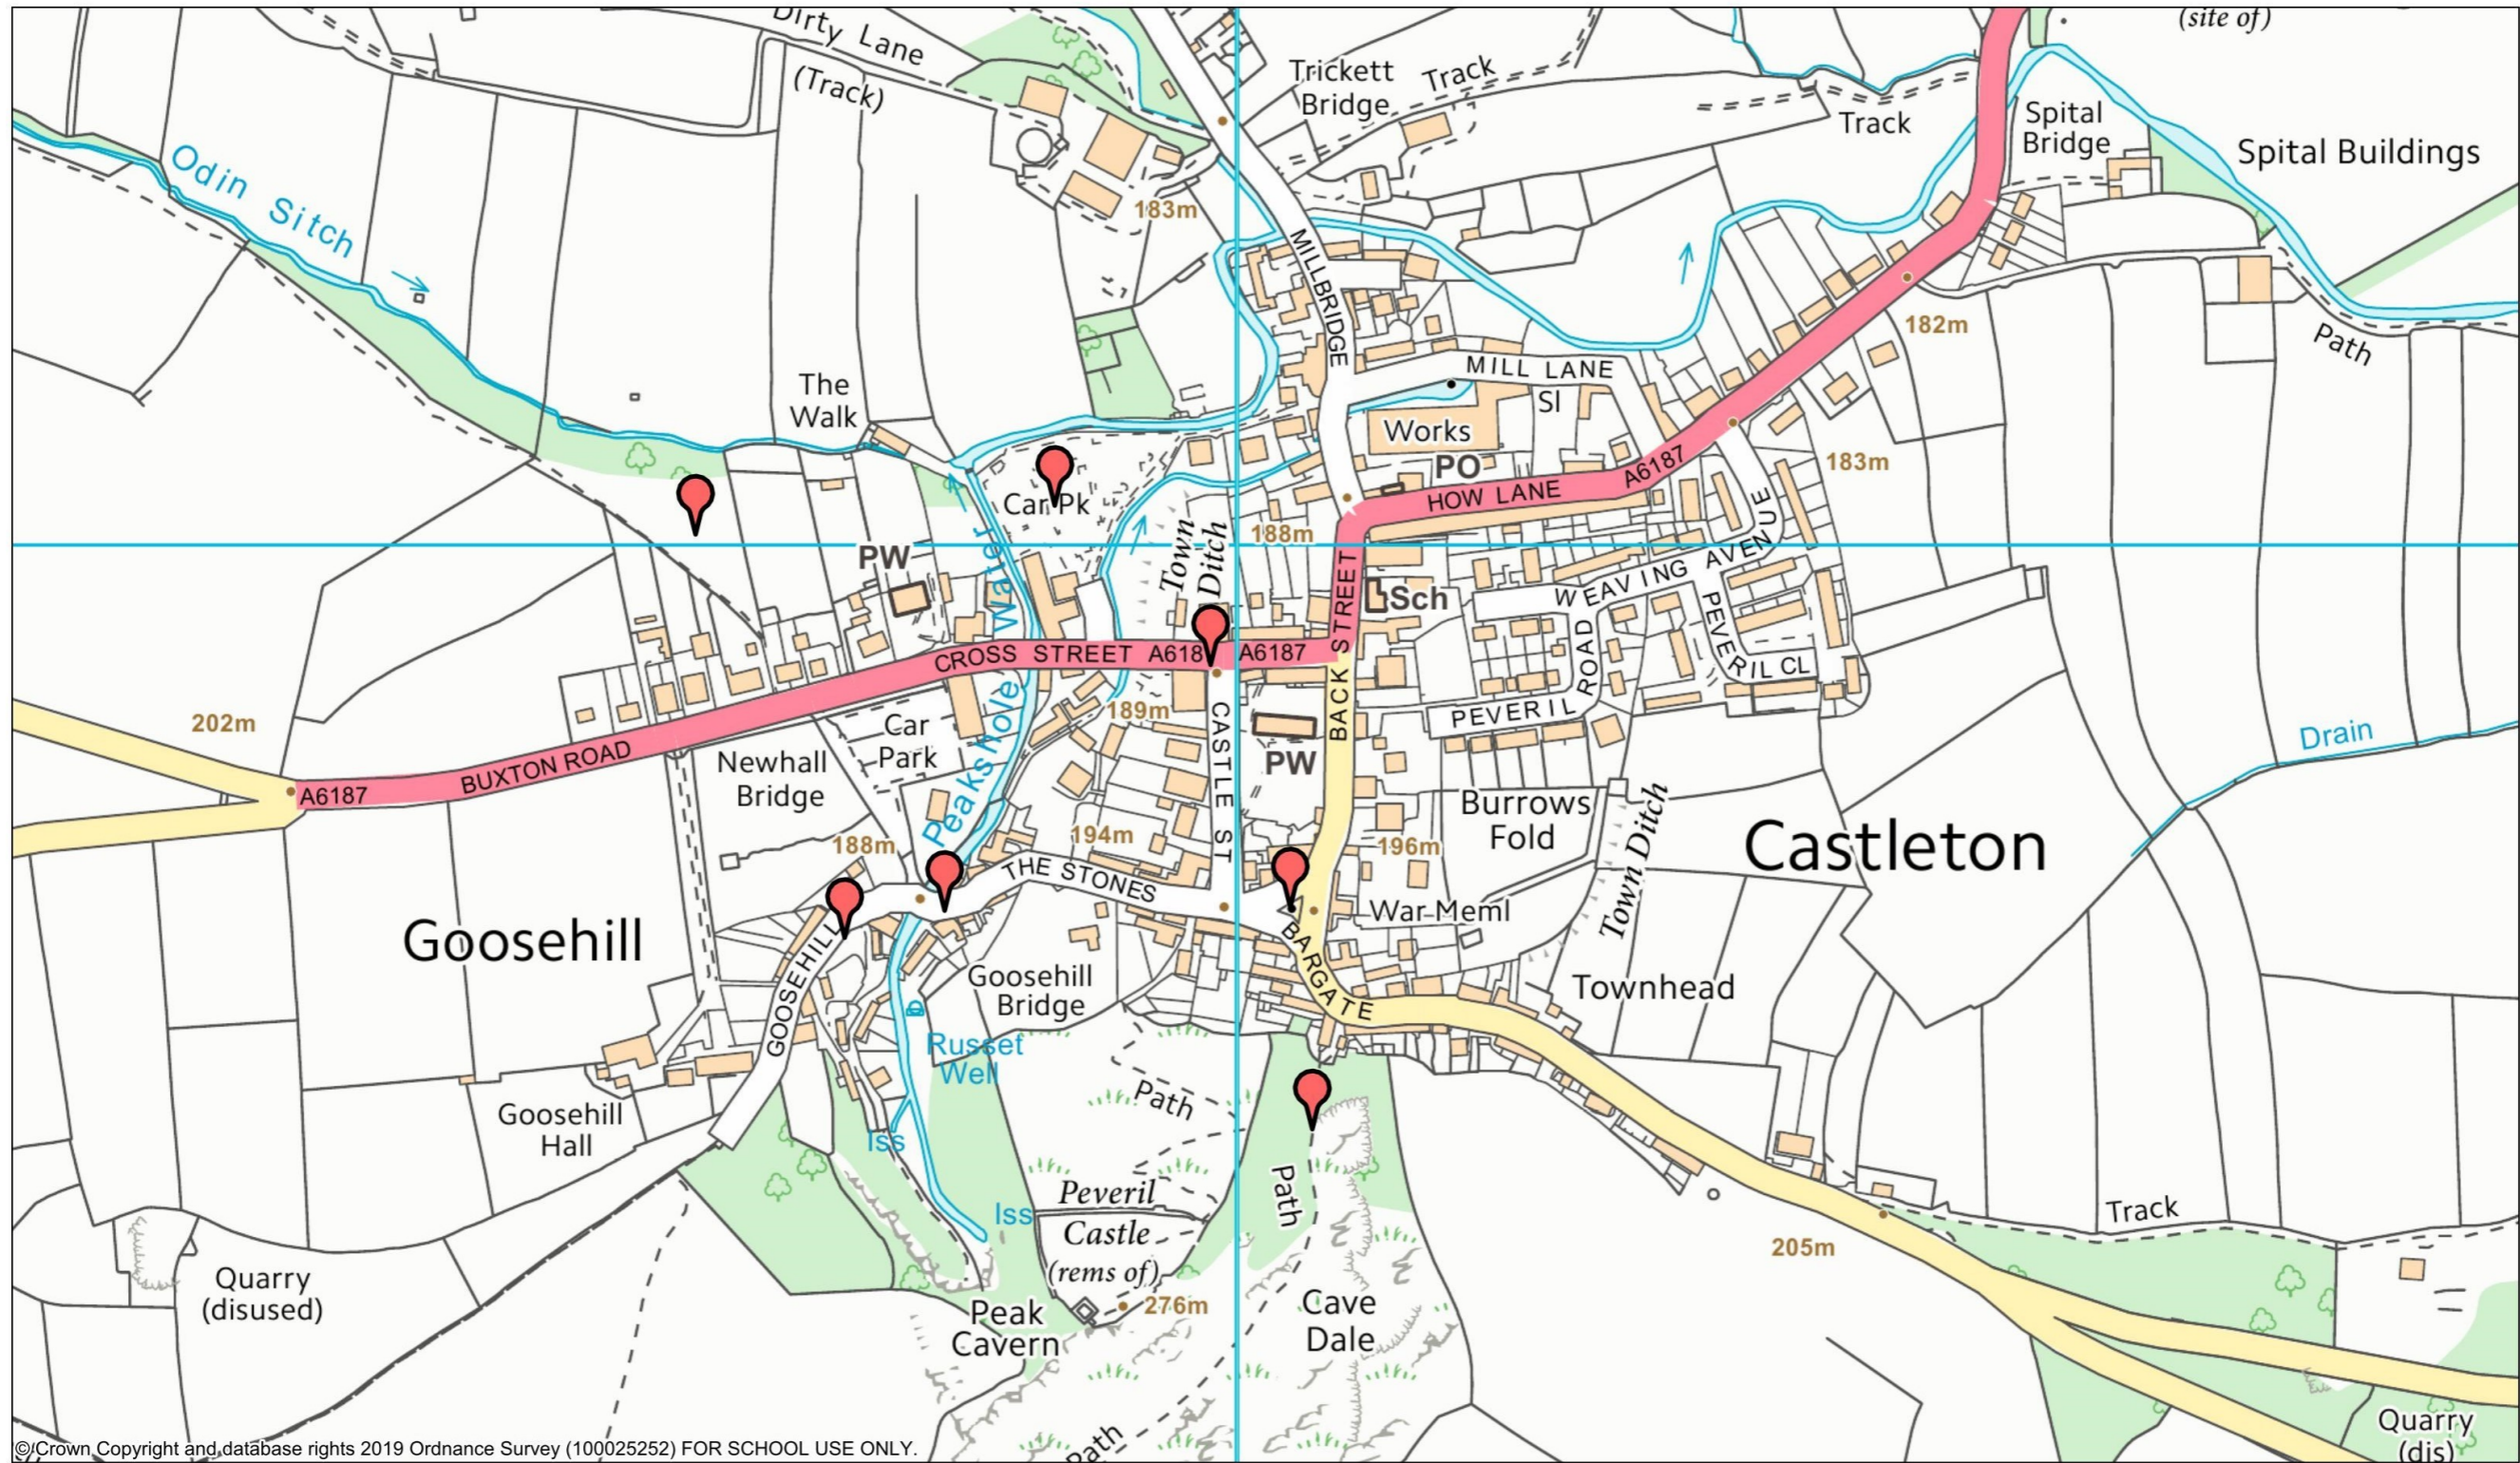 Dirty Lane
(Track)
(site of)
Trickett
Bridge
Track
Track
Spital
Bridge
Spital Buildings
Odin Sitch
183m
MILLBRIDGE
182m
Path
The
Walk
MILL LANE
Sl
Works
PO
HOW LANE
A6187
183m
Car Pk
Town
Ditch
188m
PW
Sch
WEAVING AVENUE
PEVERIL CL
ROAD
PEVERIL
CROSS STREET
A618
A6187
BACK STREET
202m
A6187
BUXTON ROAD
Newhall
Bridge
Car
Park
Peakshole Water
189m
CASTLE ST
PW
Drain
Burrows
Fold
Town Ditch
Castleton
188m
194m
196m
THE STONES
War Meml
Goosehill
GOOSEHILL
Goosehill
Bridge
BARGATE
Townhead
Russet
Well
Path
Goosehill
Hall
Iss
Iss
Peveril
Castle
(rems of)
Path
Track
205m
Quarry
(disused)
Peak
Cavern
276m
Cave
Dale
Path
Quarry
(dis)
© Crown Copyright and database rights 2019 Ordnance Survey (100025252) FOR SCHOOL USE ONLY.